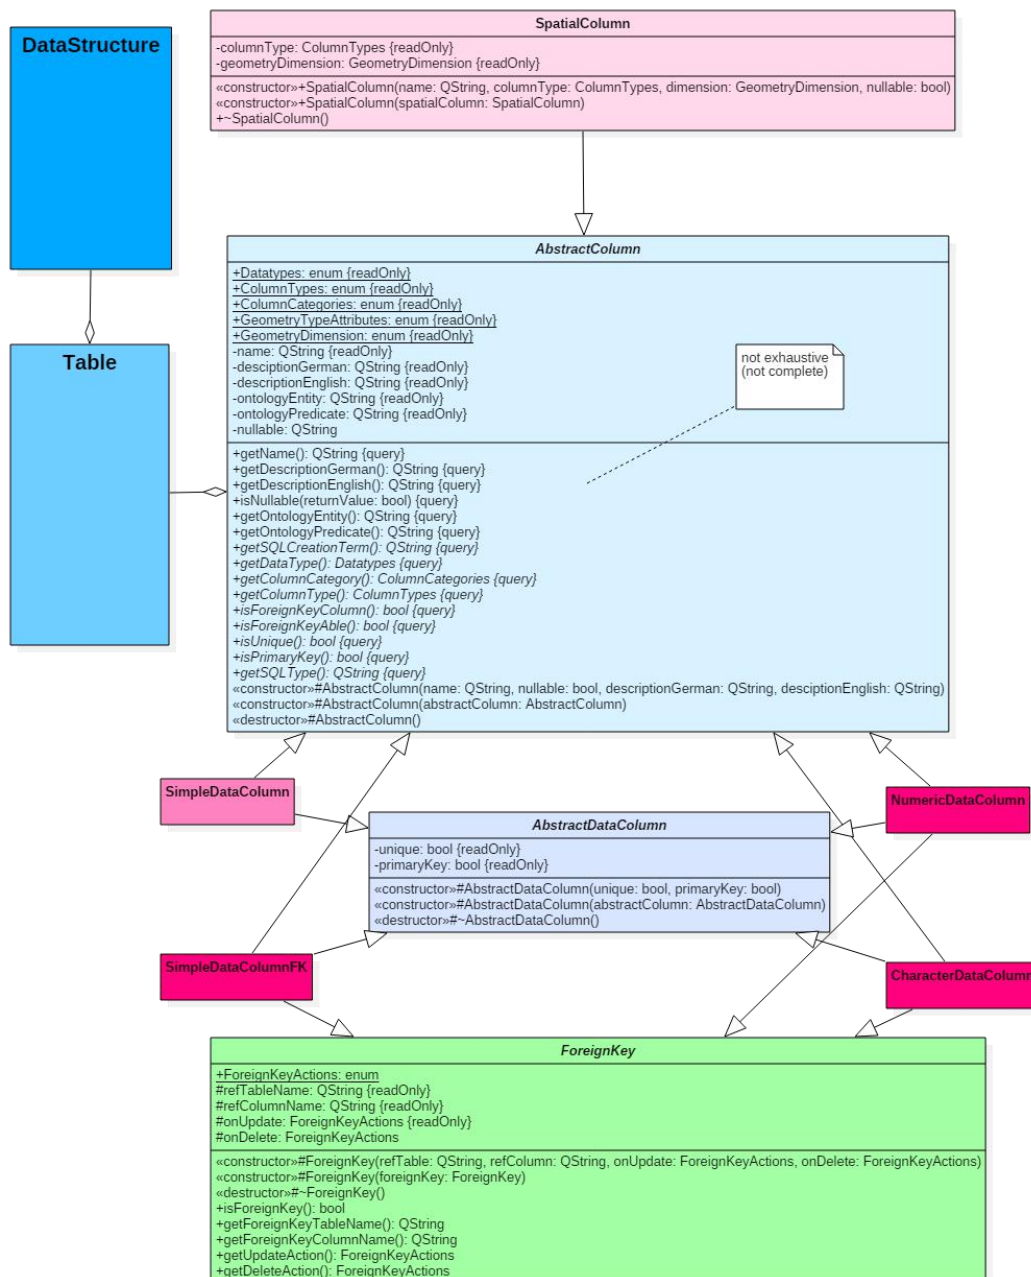 SpatialColumn
-columnType: ColumnTypes {readOnly}
-geometryDimension: GeometryDimension {readOnly}
«constructor»+SpatialColumn(name: QString, columnType: ColumnTypes, dimension: GeometryDimension, nullable: bool)
«constructor»+SpatialColumn(spatialColumn: SpatialColumn)
+~SpatialColumn()
DataStructure
Table
AbstractColumn
+Datatypes: enum {readOnly}
+ColumnTypes: enum {readOnly}
+ColumnCategories: enum {readOnly}
+GeometryTypeAttributes: enum {readOnly}
+GeometryDimension: enum {readOnly}
-name: QString {readOnly}
-desciptionGerman: QString {readOnly}
-descriptionEnglish: QString {readOnly}
-ontologyEntity: QString {readOnly}
-ontologyPredicate: QString {readOnly}
-nullable: QString
not exhaustive
(not complete)
+getName(): QString {query}
+getDescriptionGerman(): QString {query}
+getDescriptionEnglish(): QString {query}
+isNullable(returnValue: bool) {query}
+getOntologyEntity(): QString {query}
+getOntologyPredicate(): QString {query}
+getSQLCreationTerm(): QString {query}
+getDataType(): Datatypes {query}
+getColumnCategory(): ColumnCategories {query}
+getColumnType(): ColumnTypes {query}
+isForeignKeyColumn(): bool {query}
+isForeignKeyAble(): bool {query}
+isUnique(): bool {query}
+isPrimaryKey(): bool {query}
+getSQLType(): QString {query}
«constructor»#AbstractColumn(name: QString, nullable: bool, descriptionGerman: QString, desciptionEnglish: QString)
«constructor»#AbstractColumn(abstractColumn: AbstractColumn)
«destructor»#AbstractColumn()
SimpleDataColumn
NumericDataColumn
AbstractDataColumn
-unique: bool {readOnly}
-primaryKey: bool {readOnly}
«constructor»#AbstractDataColumn(unique: bool, primaryKey: bool)
«constructor»#AbstractDataColumn(abstractColumn: AbstractDataColumn)
«destructor»#~AbstractDataColumn()
SimpleDataColumnFK
CharacterDataColumn
ForeignKey
+ForeignKeyActions: enum
#refTableName: QString {readOnly}
#refColumnName: QString {readOnly}
#onUpdate: ForeignKeyActions {readOnly}
#onDelete: ForeignKeyActions
«constructor»#ForeignKey(refTable: QString, refColumn: QString, onUpdate: ForeignKeyActions, onDelete: ForeignKeyActions)
«constructor»#ForeignKey(foreignKey: ForeignKey)
«destructor»#~ForeignKey()
+isForeignKey(): bool
+getForeignKeyTableName(): QString
+getForeignKeyColumnName(): QString
+getUpdateAction(): ForeignKeyActions
+getDeleteAction(): ForeignKeyActions